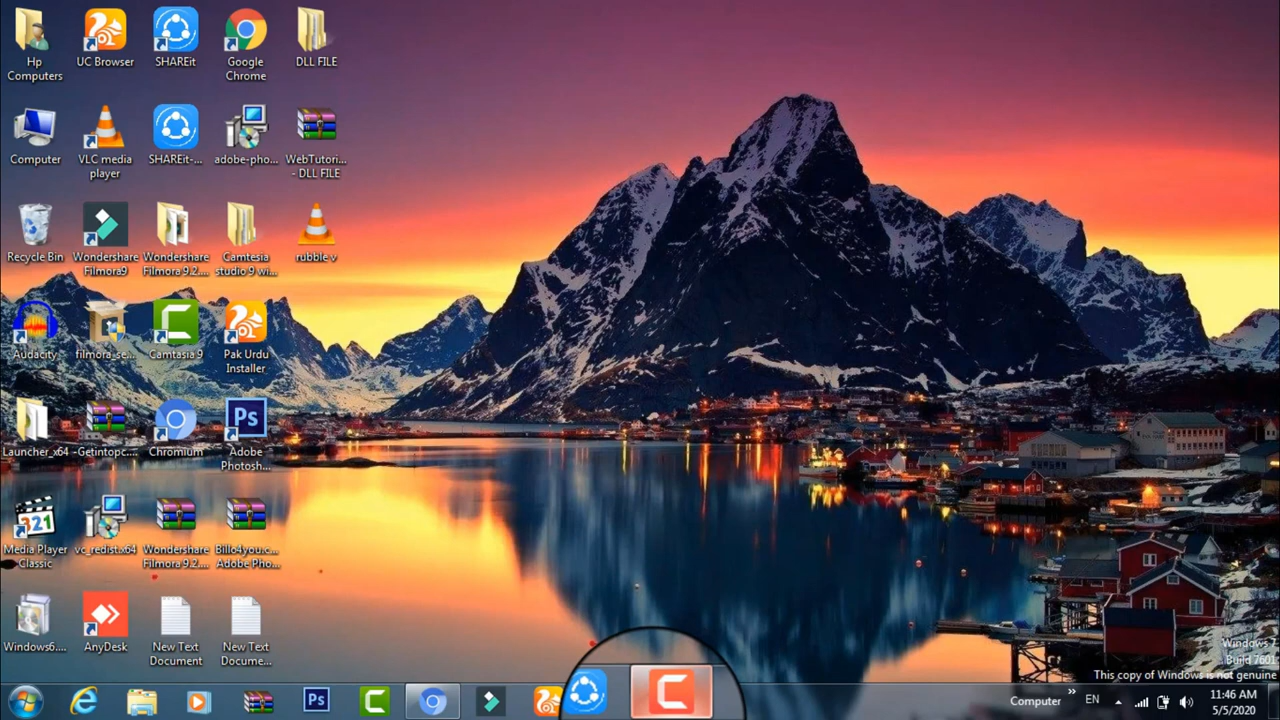 Hp
Computers
UC Browser
SHAREit
Google
Chrome
DLL FILE
Computer
VLC media
player
SHAREit-...
adobe-pho...
WebTutori...
- DLL FILE
Recycle Bin
Wondershare
Filmora9
Wondershare
Filmora 9.2....
Camtesia
studio 9 wi...
rubble v
Audacity
filmora_se...
Camtasia 9
Pak Urdu
Installer
Launcher_x64
-Getintopc....
Chromium
Ps
Adobe
Photosh...
321
Media Player
Classic
vc_redist.x64
Wondershare
Filmora 9.2....
Billo4you.c...
Adobe Pho...
Windows6....
AnyDesk
New Text
Document
New Text
Docume...
Windows 7
Build 7601
This copy of Windows is not genuine
Ps
Computer
EN
11:46 AM
5/5/2020